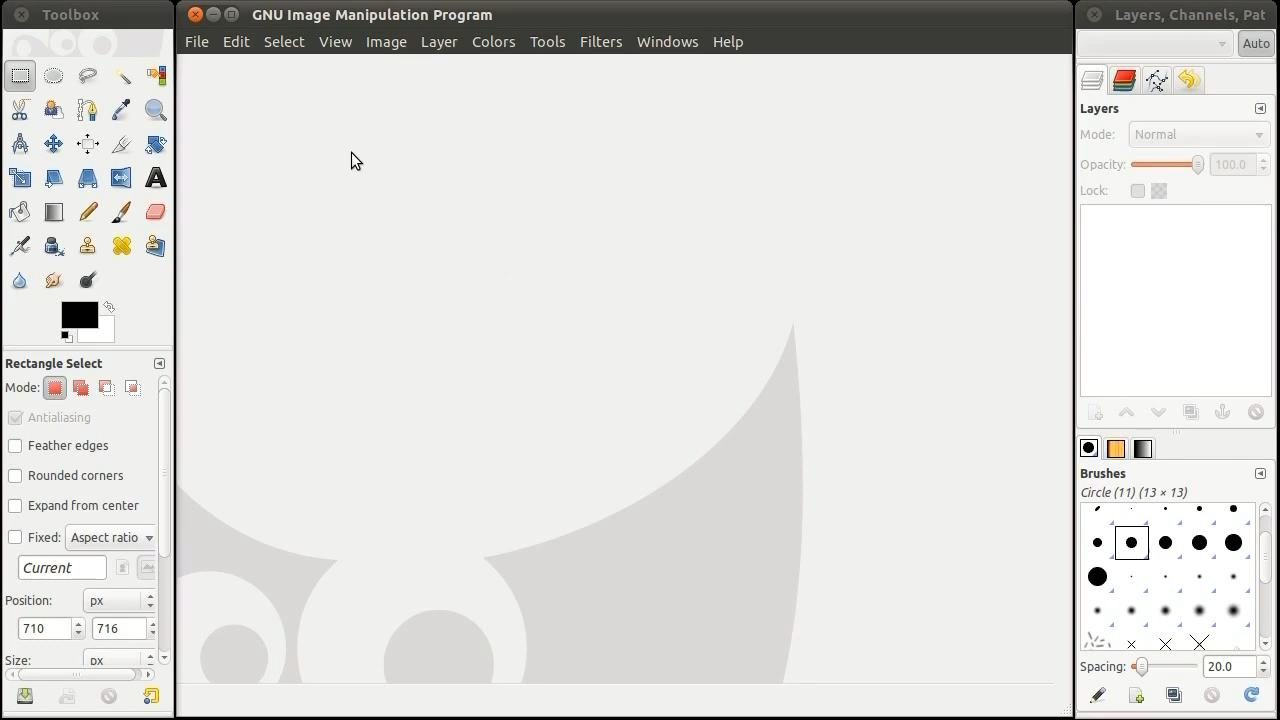 Toolbox
GNU Image Manipulation Program
Layers, Channels, Pat
File Edit Select View Image Layer Colors Tools Filters Windows Help
Auto
Layers
Mode: Normal
Opacity: 100.0
Lock:
Rectangle Select
Mode:
Antialiasing
Feather edges
Rounded corners
Expand from center
Fixed: Aspect ratio
Current
Position: px
710 716
Size: px
Brushes
Circle (11) (13 × 13)
Spacing: 20.0